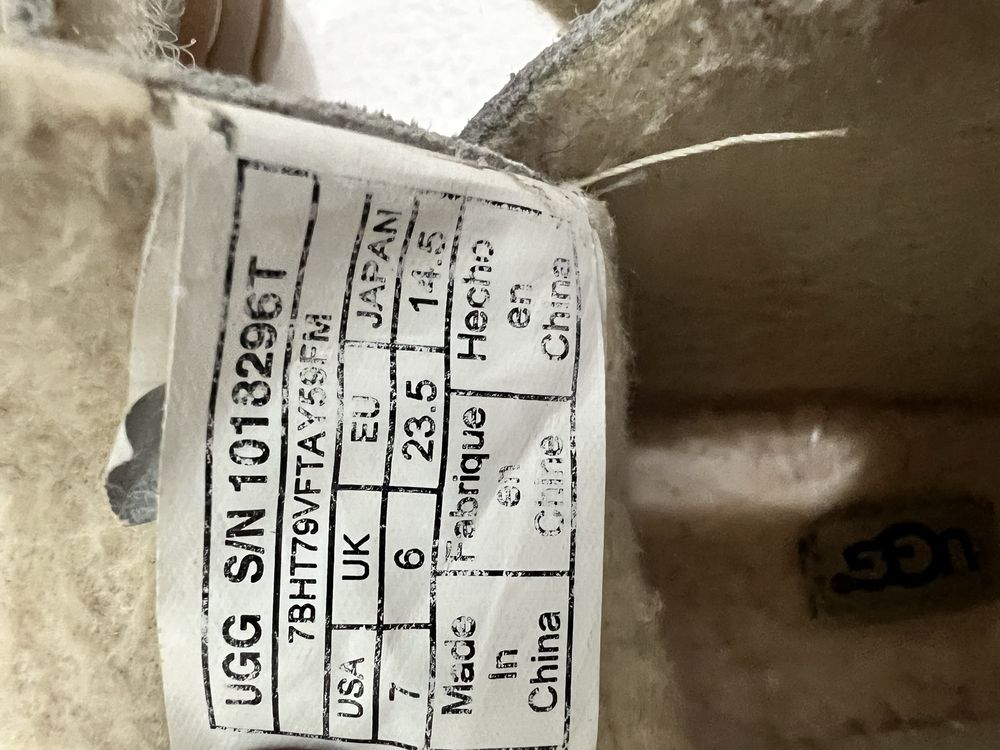 UGG S/N 1018296T
7BHT79VFTAY59FM
USA UK EU JAPAN
7 6 23.5 14.5
Made In China
Fabrique en Chine
Hecho en China
UGG